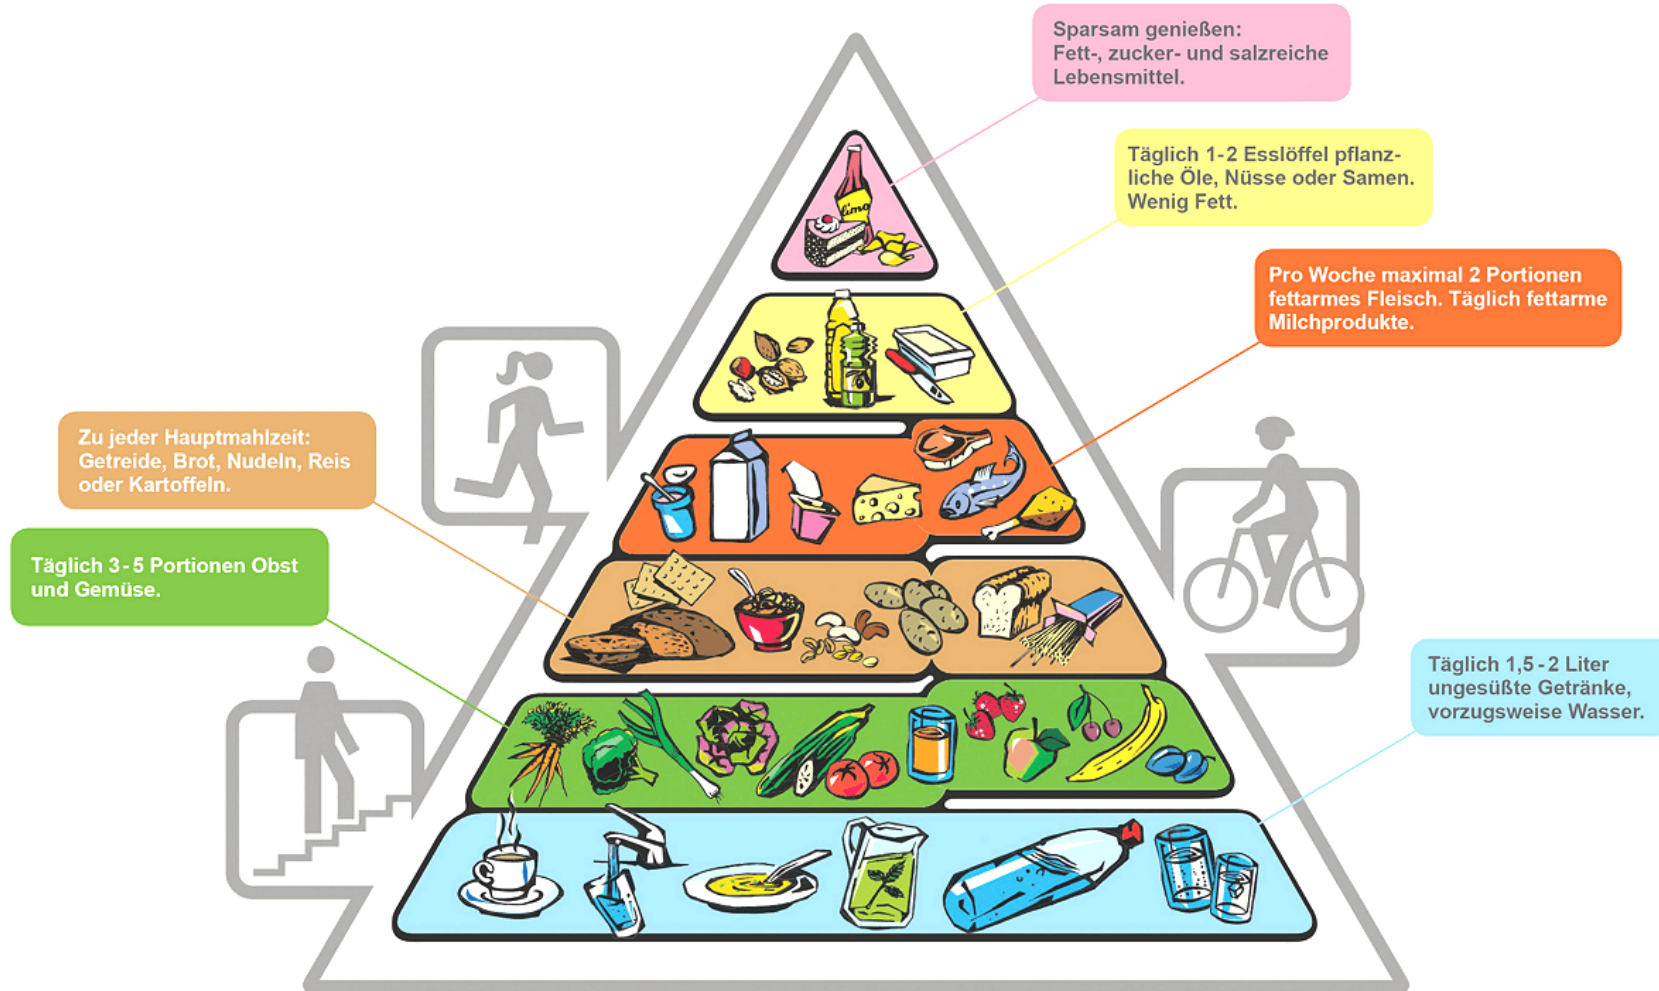 Sparsam genießen:
Fett-, zucker- und salzreiche
Lebensmittel.
Täglich 1-2 Esslöffel pflanz-
liche Öle, Nüsse oder Samen.
Wenig Fett.
Pro Woche maximal 2 Portionen
fettarmes Fleisch. Täglich fettarme
Milchprodukte.
Zu jeder Hauptmahlzeit:
Getreide, Brot, Nudeln, Reis
oder Kartoffeln.
Täglich 3-5 Portionen Obst
und Gemüse.
Täglich 1,5-2 Liter
ungesüßte Getränke,
vorzugsweise Wasser.
limo